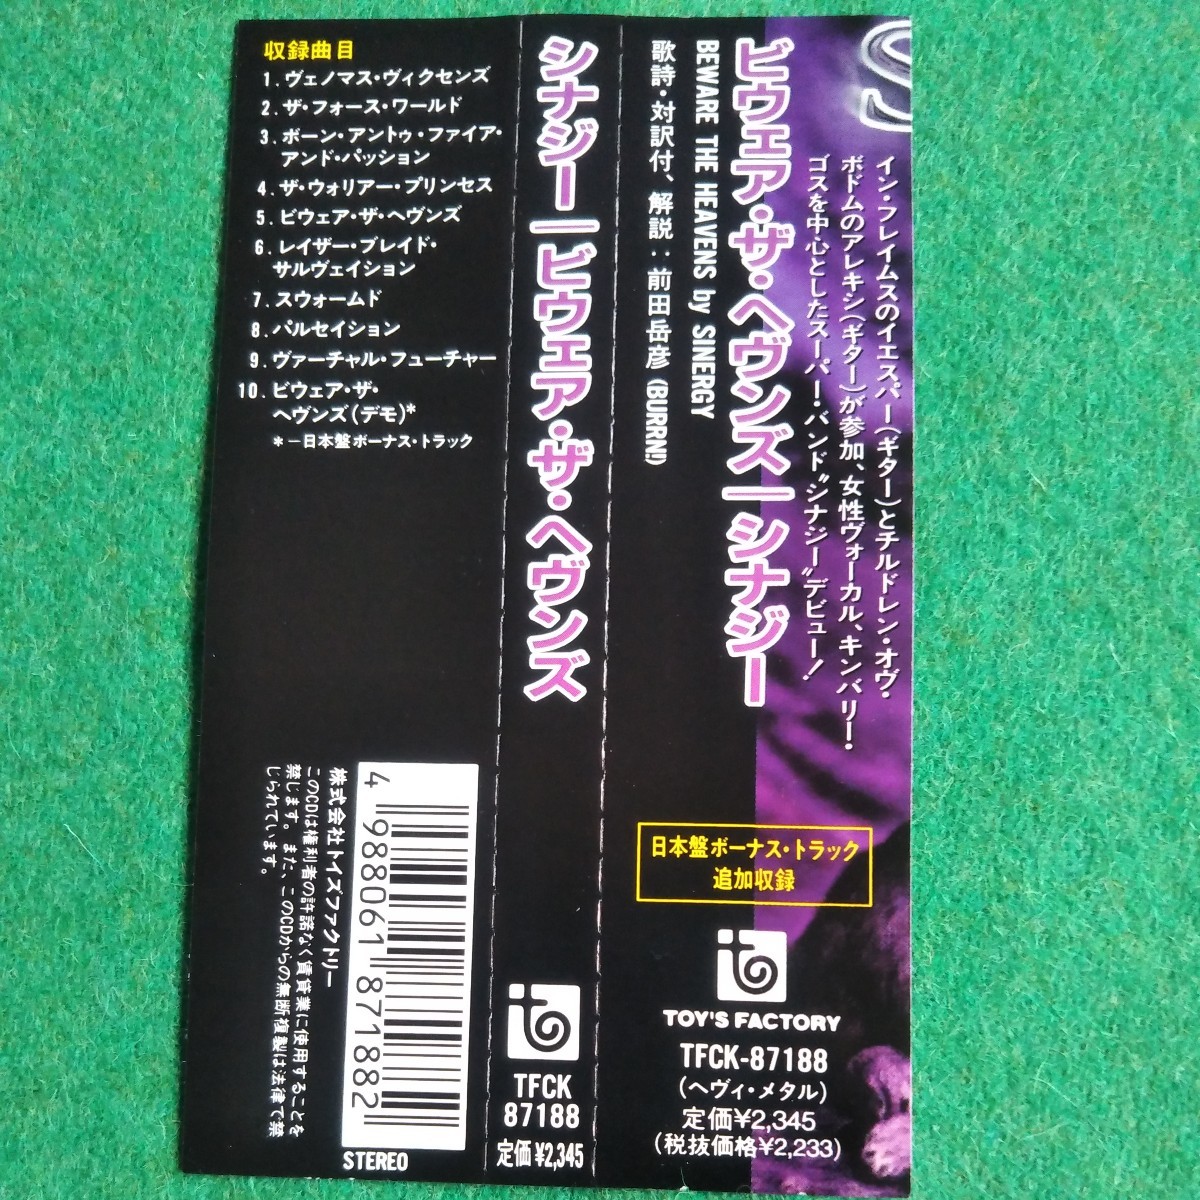 収録曲目
1. ヴェノマス・ヴィクセンズ
2. ザ・フォース・ワールド
3. ボーン・アントゥ・ファイア・
アンド・パッション
4. ザ・ウォリアー・プリンセス
5. ビウェア・ザ・ヘヴンズ
6. レイザー・ブレイド・
サルヴェイション
7. スウォームド
8. パルセイション
9. ヴァーチャル・フューチャー
10. ビウェア・ザ・
ヘヴンズ(デモ)*
*－日本盤ボーナス・トラック
4 988061 871882
株式会社トイズファクトリー
このCDは権利者の許諾なく賃貸業に使用することを
禁じます。また、このCDからの無断複製は法律で禁
じられています。
STEREO
シナジー｜ビウェア・ザ・ヘヴンズ
TFCK
87188
定価¥2,345
S
イン・フレイムスのイエスパー(ギター)とチルドレン・オヴ・
ボドムのアレキシ(ギター)が参加、女性ヴォーカル、キンバリー・
ゴスを中心としたスーパー・バンド“シナジー”デビュー!
ビウェア・ザ・ヘヴンズ｜シナジー
BEWARE THE HEAVENS by SINERGY
歌詩・対訳付、解説：前田岳彦(BURRN!)
日本盤ボーナス・トラック
追加収録
TOY'S FACTORY
TFCK-87188
(ヘヴィ・メタル)
定価¥2,345
(税抜価格¥2,233)